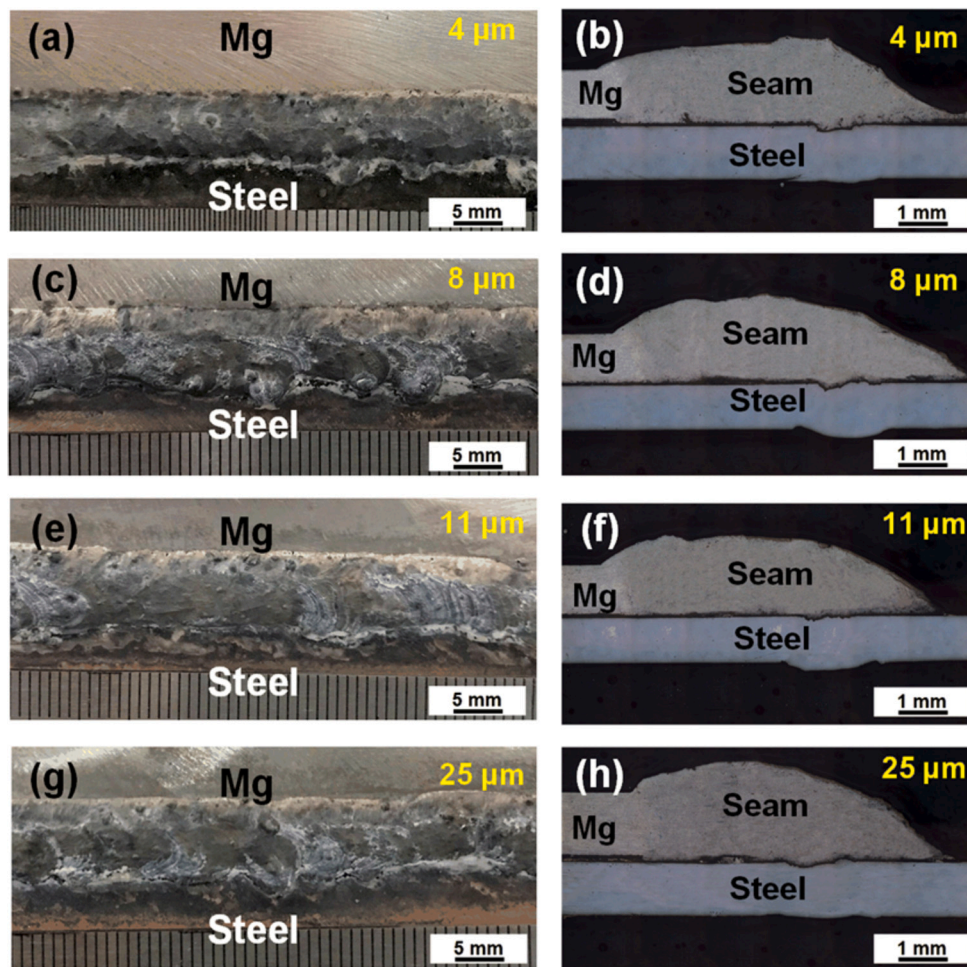 (a) Mg 4 µm
Steel
5 mm
(b) 4 µm
Mg Seam
Steel
1 mm
(c) Mg 8 µm
Steel
5 mm
(d) 8 µm
Mg Seam
Steel
1 mm
(e) Mg 11 µm
Steel
5 mm
(f) 11 µm
Mg Seam
Steel
1 mm
(g) Mg 25 µm
Steel
5 mm
(h) 25 µm
Mg Seam
Steel
1 mm